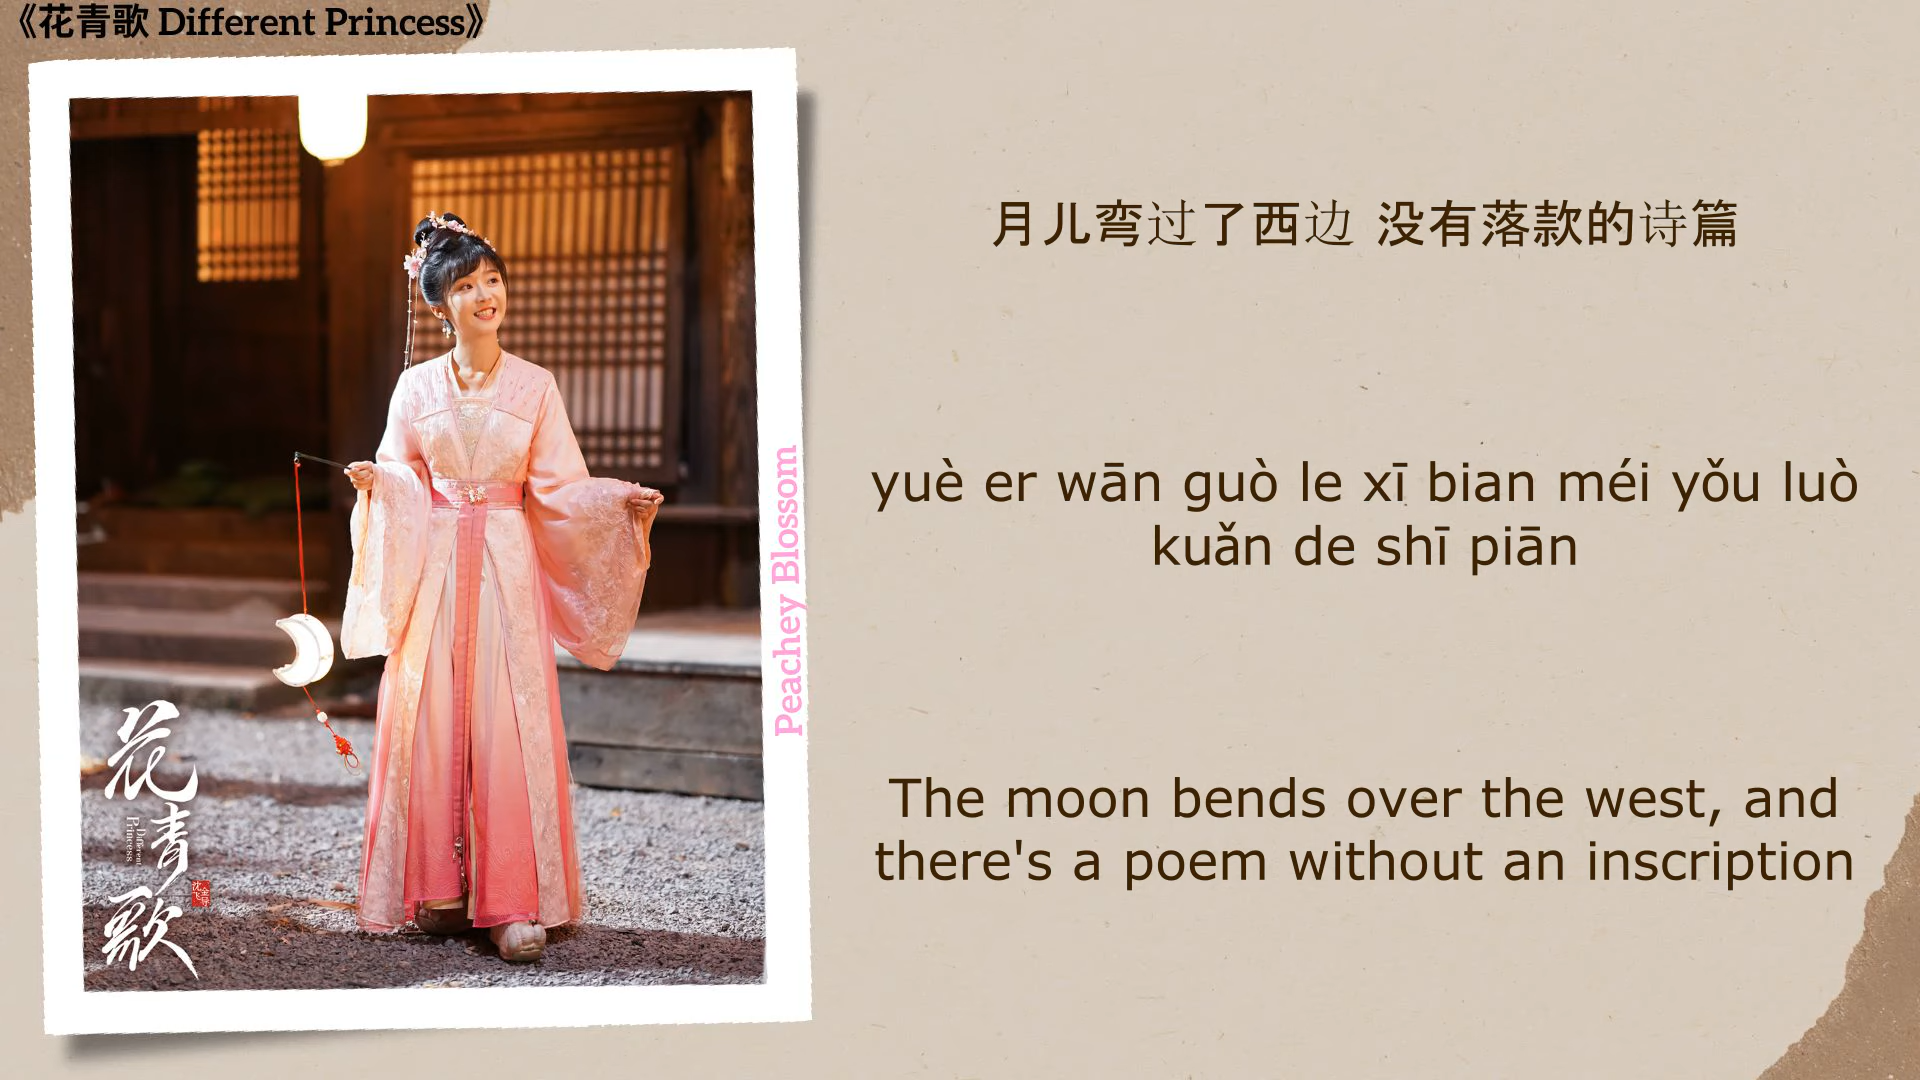 《花青歌 Different Princess》
月儿弯过了西边 没有落款的诗篇
yuè er wān guò le xī bian méi yǒu luò
kuǎn de shī piān
The moon bends over the west, and
there's a poem without an inscription
Peachey Blossom
花青歌
Different
Princess